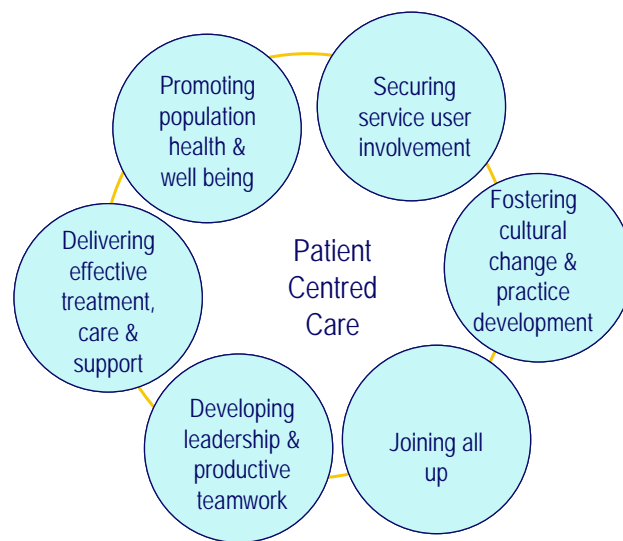 Promoting
population
health &
well being
Securing
service user
involvement
Fostering
cultural
change &
practice
development
Patient
Centred
Care
Delivering
effective
treatment,
care &
support
Developing
leadership &
productive
teamwork
Joining all
up